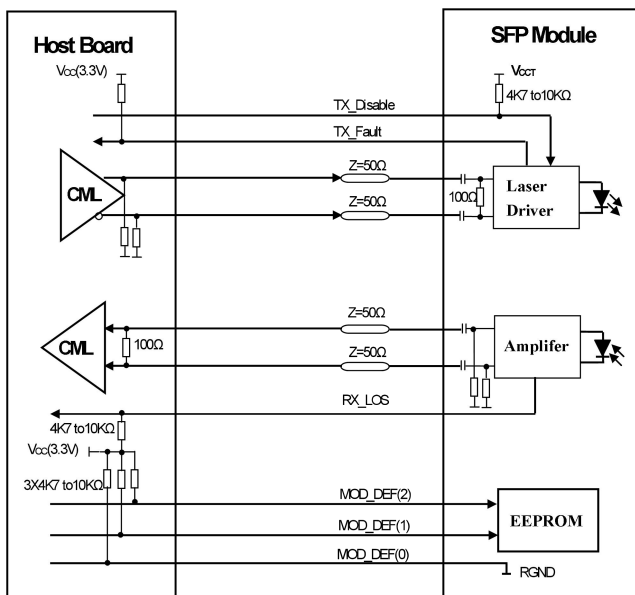 Host Board
SFP Module
VCC(3.3V)
VCCT
4K7 to10KΩ
TX_Disable
TX_Fault
CML
Z=50Ω
Z=50Ω
100Ω
Laser
Driver
CML
100Ω
Z=50Ω
Z=50Ω
Amplifer
RX_LOS
4K7 to10KΩ
VCC(3.3V)
3X4K7 to10KΩ
MOD_DEF(2)
MOD_DEF(1)
MOD_DEF(0)
EEPROM
RGND